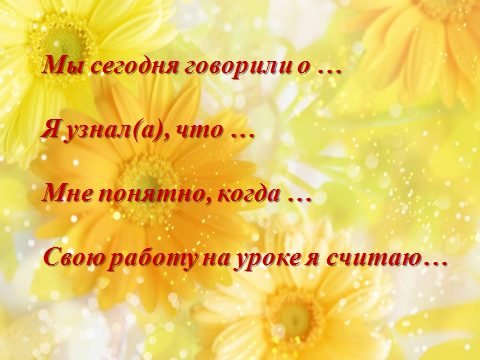 Мы сегодня говорили о …
Я узнал(а), что …
Мне понятно, когда …
Свою работу на уроке я считаю…